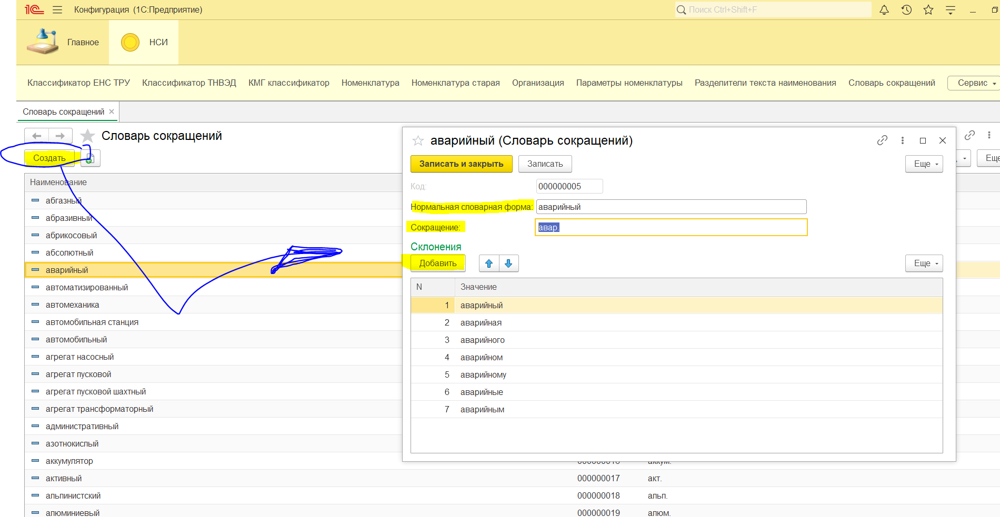 1С Конфигурация (1С:Предприятие) Поиск Ctrl+Shift+F
Главное НСИ
Классификатор ЕНС ТРУ Классификатор ТНВЭД КМГ классификатор Номенклатура Номенклатура старая Организация Параметры номенклатуры Разделители текста наименования Словарь сокращений Сервис
Словарь сокращений
Словарь сокращений
Создать
Еще
Наименование
абгазный
абразивный
абрикосовый
абсолютный
аварийный
автоматизированный
автомеханика
автомобильная станция
автомобильный
агрегат насосный
агрегат пусковой
агрегат пусковой шахтный
агрегат трансформаторный
административный
азотнокислый
аккумулятор аккум.
активный 000000017 акт.
альпинистский 000000018 альп.
алюминиевый 000000019 алюм.
аварийный (Словарь сокращений)
Записать и закрыть Записать Еще
Код: 000000005
Нормальная словарная форма: аварийный
Сокращение: авар.
Склонения
Добавить Еще
N Значение
1 аварийный
2 аварийная
3 аварийного
4 аварийном
5 аварийному
6 аварийные
7 аварийным